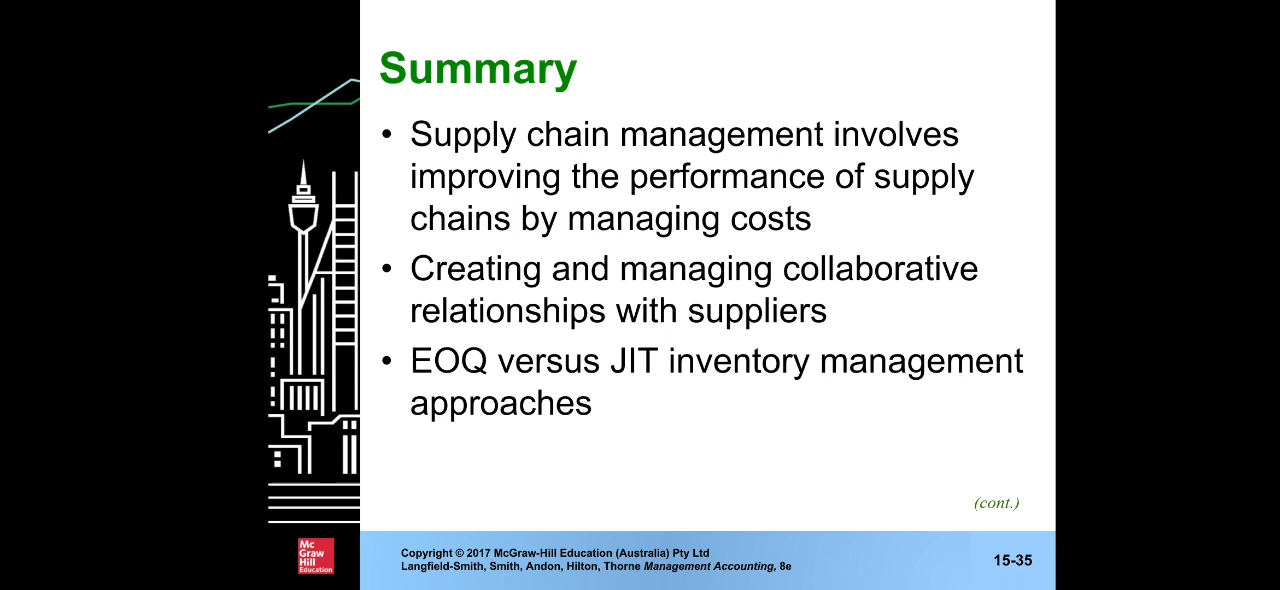 Summary
• Supply chain management involves
improving the performance of supply
chains by managing costs
• Creating and managing collaborative
relationships with suppliers
• EOQ versus JIT inventory management
approaches
(cont.)
Mc
Graw
Hill
Education
Copyright © 2017 McGraw-Hill Education (Australia) Pty Ltd
Langfield-Smith, Smith, Andon, Hilton, Thorne Management Accounting, 8e
15-35